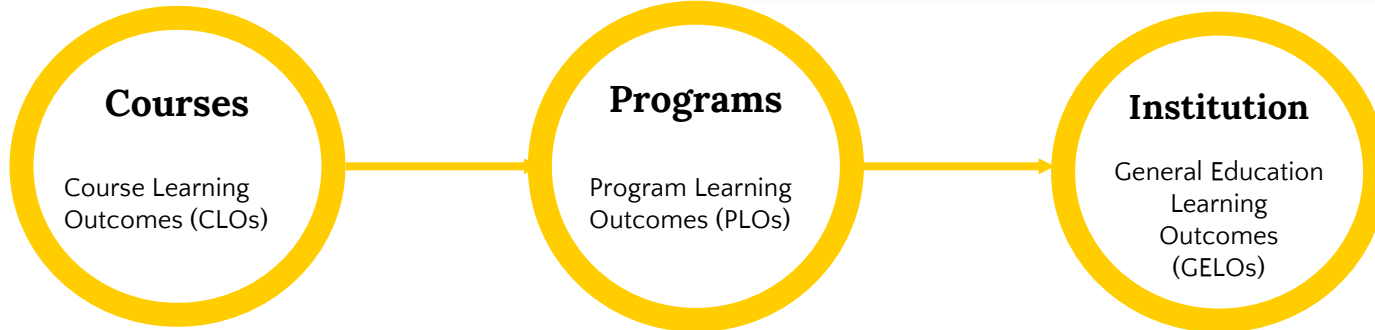 Courses
Course Learning
Outcomes (CLOs)
Programs
Program Learning
Outcomes (PLOs)
Institution
General Education
Learning
Outcomes
(GELOs)